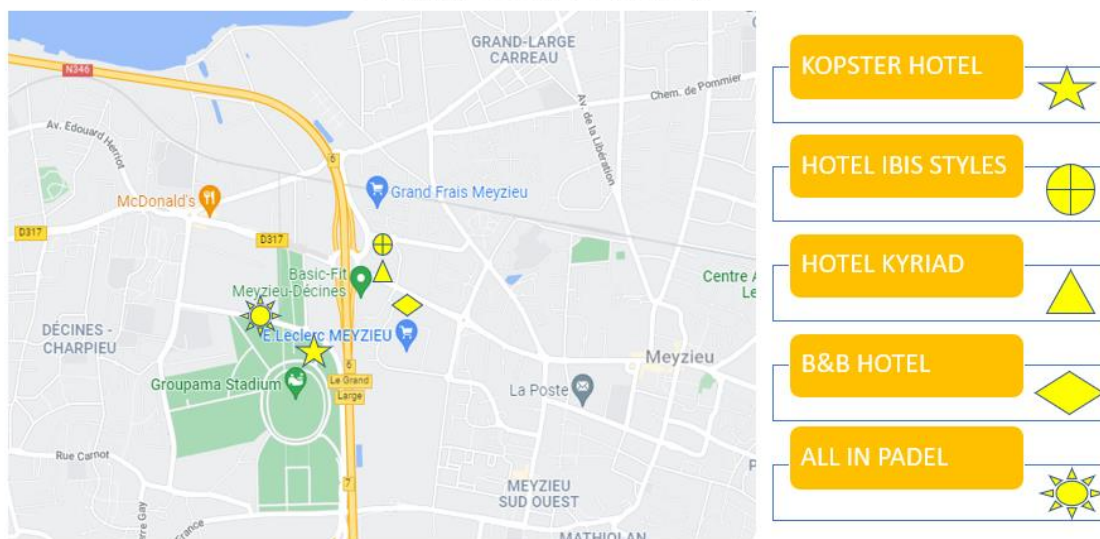 GRAND-LARGE
CARREAU
N346
Chem. de Pommier
Av. de la Libération
Av. Edouard Herriot
6
McDonald's
Grand Frais Meyzieu
D317
D317
Basic-Fit
Meyzieu-Décines
Centre A
Le
DÉCINES -
CHARPIEU
E.Leclerc MEYZIEU
Meyzieu
6
Groupama Stadium
Le Grand
Large
La Poste
Rue Carnot
7
MEYZIEU
SUD OUEST
MATHIOLAN
KOPSTER HOTEL
HOTEL IBIS STYLES
HOTEL KYRIAD
B&B HOTEL
ALL IN PADEL